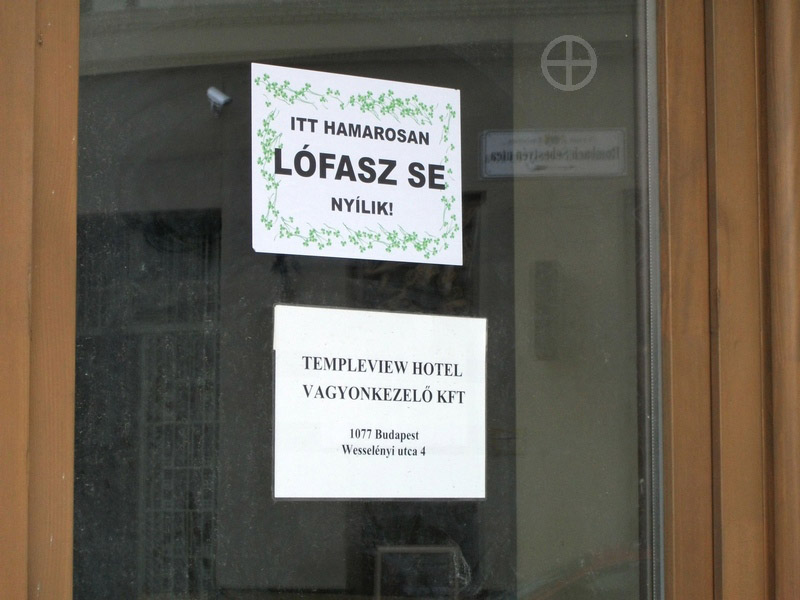 ITT HAMAROSAN
LÓFASZ SE
NYÍLIK!
TEMPLEVIEW HOTEL
VAGYONKEZELŐ KFT
1077 Budapest
Wesselényi utca 4